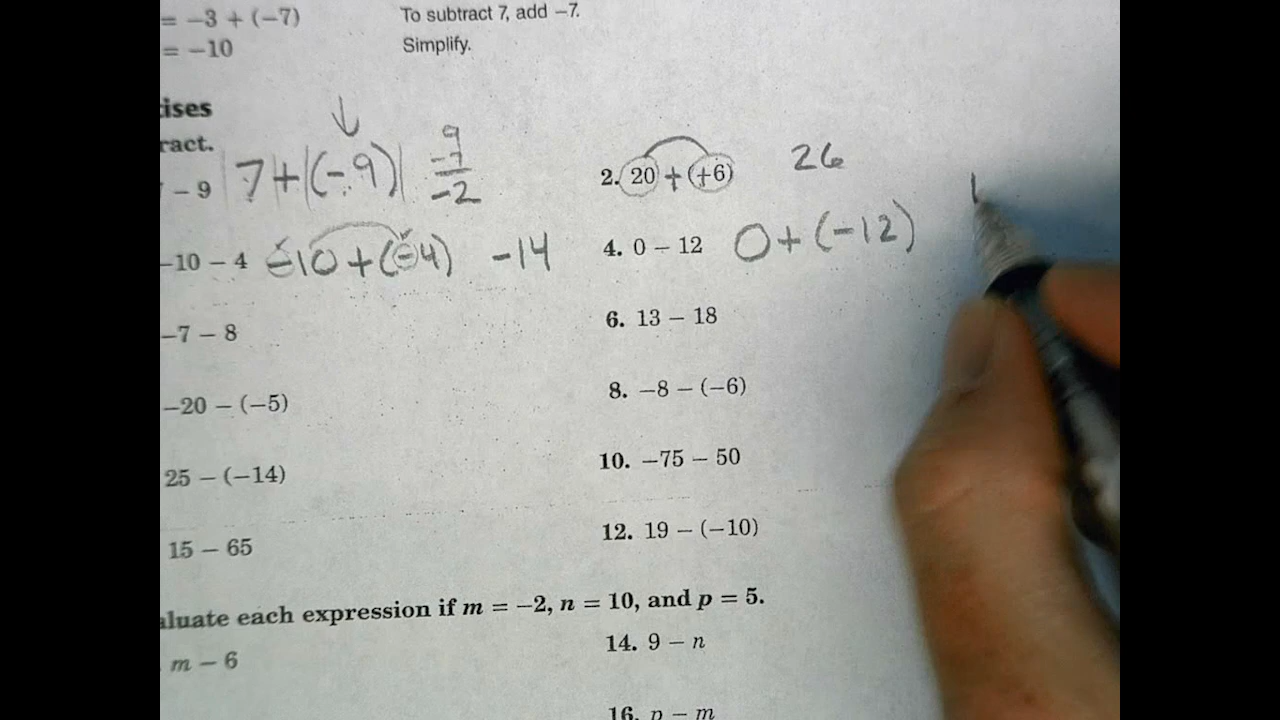 = −3 + (−7) To subtract 7, add −7.
= −10 Simplify.
ises
ract.
− 9 7 + (-9) 9 -7 -2
2. 20 + (+6) 26
−10 − 4 -10 + (-4) -14
4. 0 − 12 0 + (-12)
−7 − 8
6. 13 − 18
−20 − (−5)
8. −8 − (−6)
25 − (−14)
10. −75 − 50
15 − 65
12. 19 − (−10)
aluate each expression if m = −2, n = 10, and p = 5.
m − 6
14. 9 − n
16. p − m